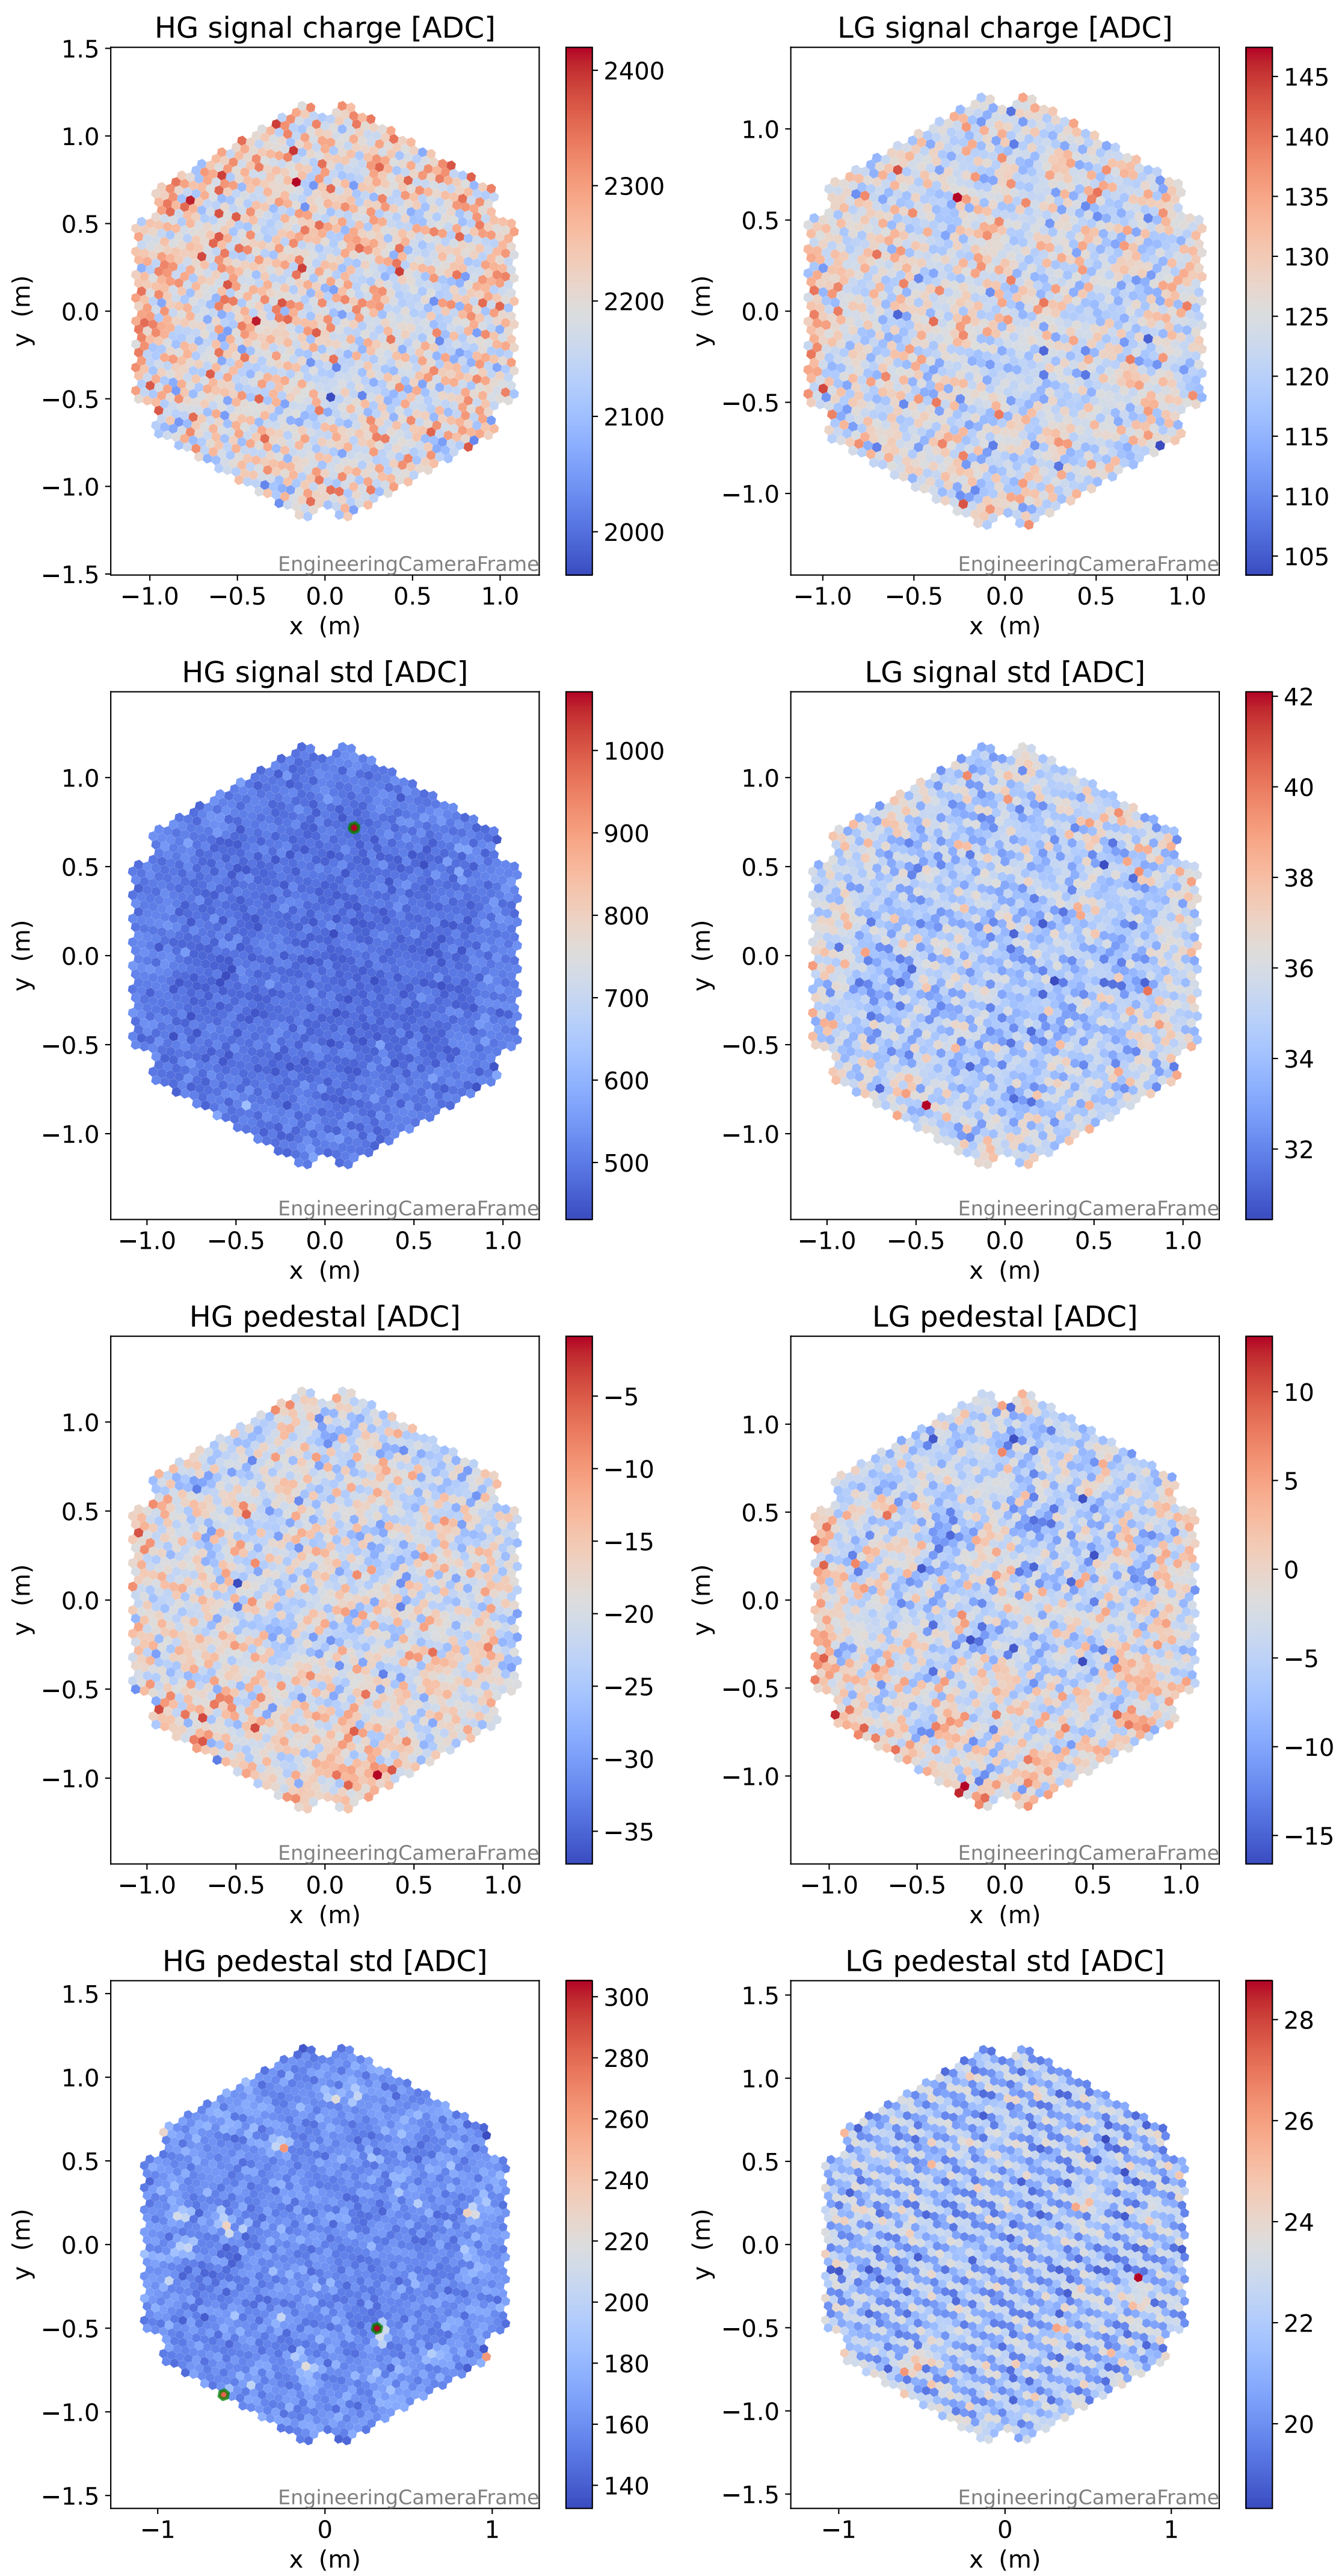 HG signal charge [ADC]
1.5
1.0
0.5
0.0
−0.5
−1.0
−1.5
y (m)
−1.0 −0.5 0.0 0.5 1.0
x (m)
EngineeringCameraFrame
2400
2300
2200
2100
2000
LG signal charge [ADC]
1.0
0.5
0.0
−0.5
−1.0
y (m)
−1.0 −0.5 0.0 0.5 1.0
x (m)
EngineeringCameraFrame
145
140
135
130
125
120
115
110
105
HG signal std [ADC]
1.0
0.5
0.0
−0.5
−1.0
y (m)
−1.0 −0.5 0.0 0.5 1.0
x (m)
EngineeringCameraFrame
1000
900
800
700
600
500
LG signal std [ADC]
1.0
0.5
0.0
−0.5
−1.0
y (m)
−1.0 −0.5 0.0 0.5 1.0
x (m)
EngineeringCameraFrame
42
40
38
36
34
32
HG pedestal [ADC]
1.0
0.5
0.0
−0.5
−1.0
y (m)
−1.0 −0.5 0.0 0.5 1.0
x (m)
EngineeringCameraFrame
−5
−10
−15
−20
−25
−30
−35
LG pedestal [ADC]
1.0
0.5
0.0
−0.5
−1.0
y (m)
−1.0 −0.5 0.0 0.5 1.0
x (m)
EngineeringCameraFrame
10
5
0
−5
−10
−15
HG pedestal std [ADC]
1.5
1.0
0.5
0.0
−0.5
−1.0
−1.5
y (m)
−1 0 1
x (m)
EngineeringCameraFrame
300
280
260
240
220
200
180
160
140
LG pedestal std [ADC]
1.5
1.0
0.5
0.0
−0.5
−1.0
−1.5
y (m)
−1 0 1
x (m)
EngineeringCameraFrame
28
26
24
22
20